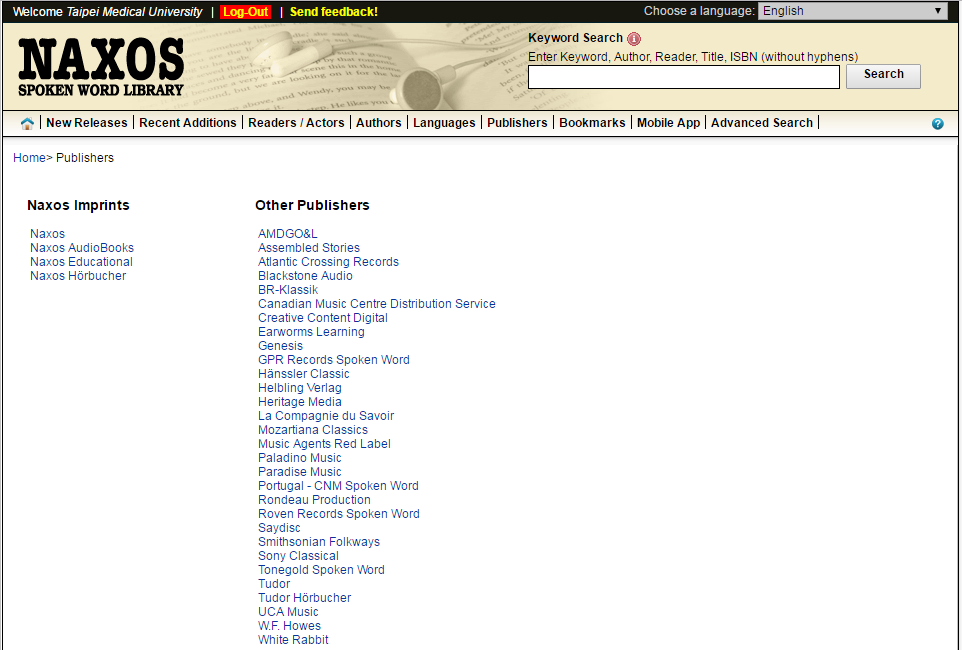 Welcome Taipei Medical University | Log-Out | Send feedback!
Choose a language: English
NAXOS
SPOKEN WORD LIBRARY
Keyword Search
Enter Keyword, Author, Reader, Title, ISBN (without hyphens)
Search
New Releases | Recent Additions | Readers / Actors | Authors | Languages | Publishers | Bookmarks | Mobile App | Advanced Search |
Home> Publishers
Naxos Imprints
Naxos
Naxos AudioBooks
Naxos Educational
Naxos Hörbucher
Other Publishers
AMDGO&L
Assembled Stories
Atlantic Crossing Records
Blackstone Audio
BR-Klassik
Canadian Music Centre Distribution Service
Creative Content Digital
Earworms Learning
Genesis
GPR Records Spoken Word
Hänssler Classic
Helbling Verlag
Heritage Media
La Compagnie du Savoir
Mozartiana Classics
Music Agents Red Label
Paladino Music
Paradise Music
Portugal - CNM Spoken Word
Rondeau Production
Roven Records Spoken Word
Saydisc
Smithsonian Folkways
Sony Classical
Tonegold Spoken Word
Tudor
Tudor Hörbucher
UCA Music
W.F. Howes
White Rabbit